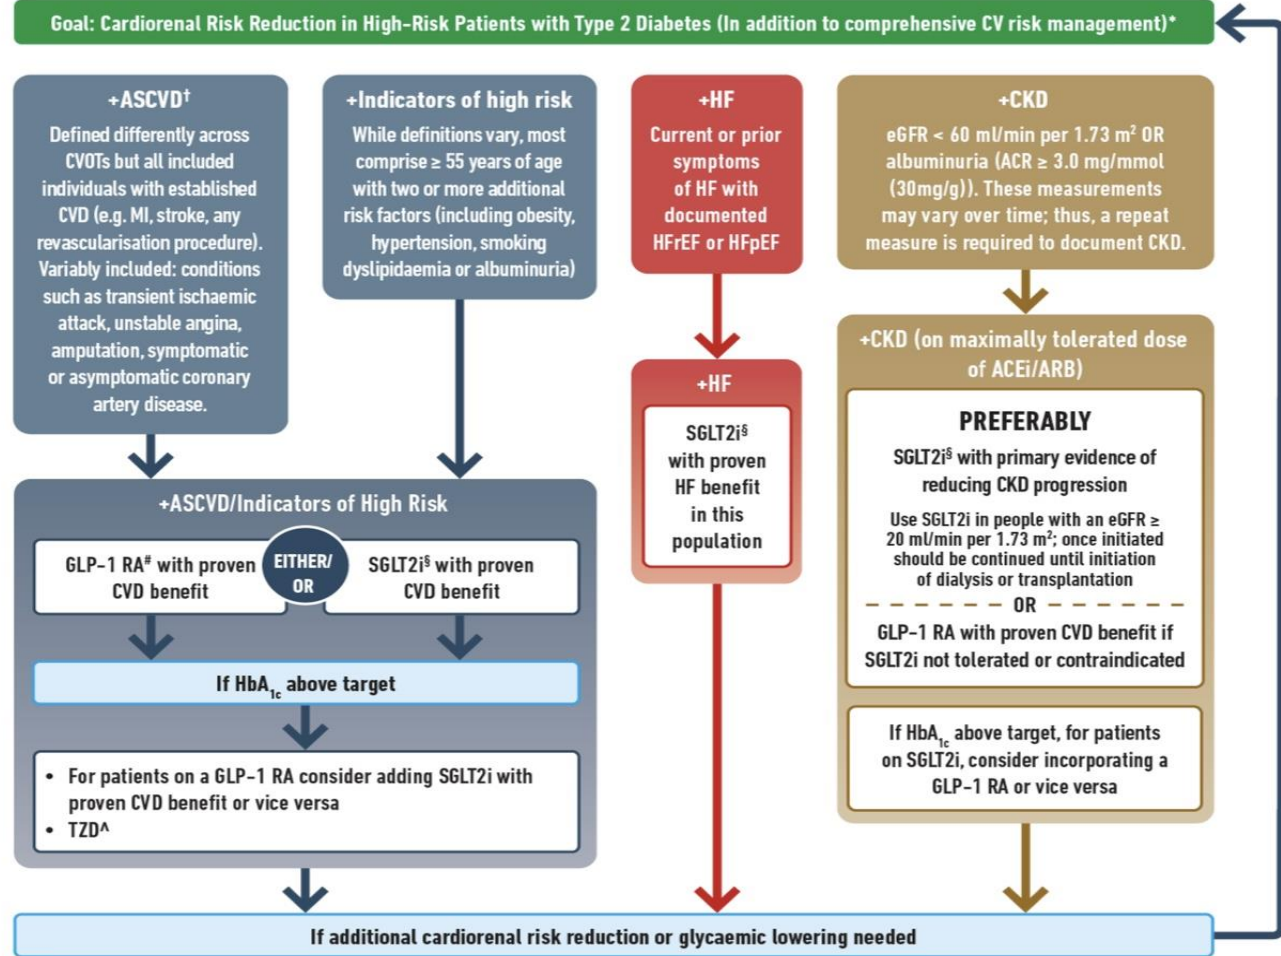 Goal: Cardiorenal Risk Reduction in High-Risk Patients with Type 2 Diabetes (In addition to comprehensive CV risk management)*
+ASCVD†
Defined differently across
CVOTs but all included
individuals with established
CVD (e.g. MI, stroke, any
revascularisation procedure).
Variably included: conditions
such as transient ischaemic
attack, unstable angina,
amputation, symptomatic
or asymptomatic coronary
artery disease.
+Indicators of high risk
While definitions vary, most
comprise ≥ 55 years of age
with two or more additional
risk factors (including obesity,
hypertension, smoking
dyslipidaemia or albuminuria)
+HF
Current or prior
symptoms
of HF with
documented
HFrEF or HFpEF
+CKD
eGFR < 60 ml/min per 1.73 m² OR
albuminuria (ACR ≥ 3.0 mg/mmol
(30mg/g)). These measurements
may vary over time; thus, a repeat
measure is required to document CKD.
+ASCVD/Indicators of High Risk
GLP-1 RA# with proven
CVD benefit
EITHER/
OR
SGLT2i§ with proven
CVD benefit
If HbA1c above target
• For patients on a GLP-1 RA consider adding SGLT2i with
proven CVD benefit or vice versa
• TZD^
+HF
SGLT2i§
with proven
HF benefit
in this
population
+CKD (on maximally tolerated dose
of ACEi/ARB)
PREFERABLY
SGLT2i§ with primary evidence of
reducing CKD progression
Use SGLT2i in people with an eGFR ≥
20 ml/min per 1.73 m²; once initiated
should be continued until initiation
of dialysis or transplantation
OR
GLP-1 RA with proven CVD benefit if
SGLT2i not tolerated or contraindicated
If HbA1c above target, for patients
on SGLT2i, consider incorporating a
GLP-1 RA or vice versa
If additional cardiorenal risk reduction or glycaemic lowering needed